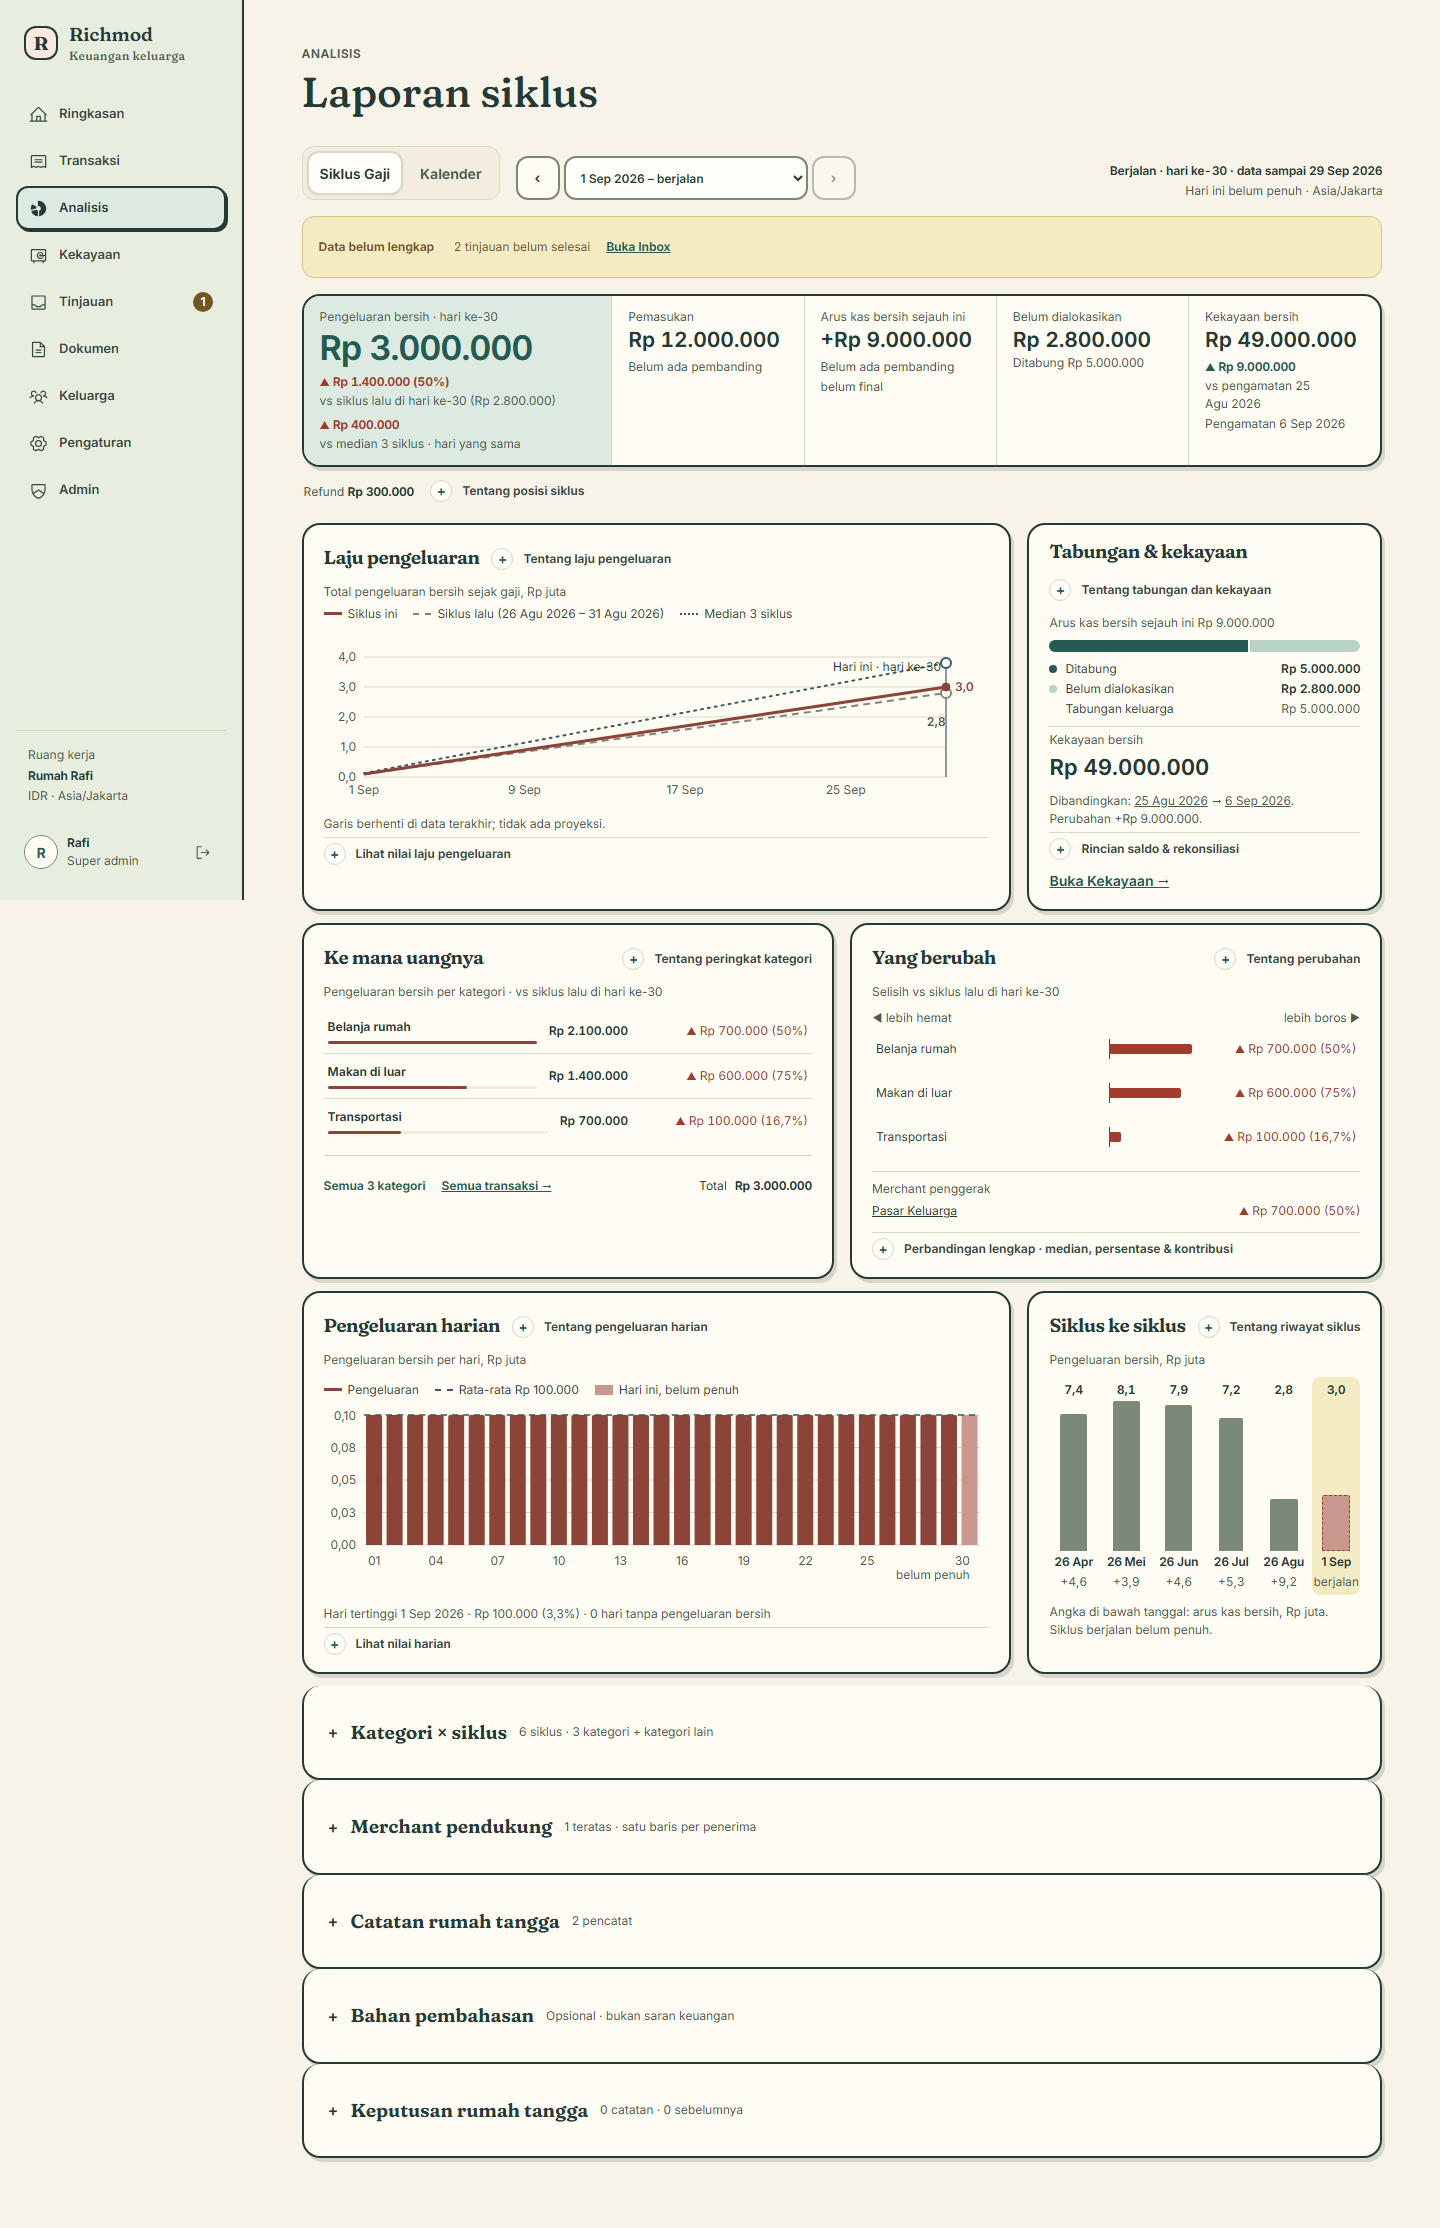 R
Richmod
Keuangan keluarga
Ringkasan
Transaksi
Analisis
Kekayaan
Tinjauan 1
Dokumen
Keluarga
Pengaturan
Admin
Ruang kerja
Rumah Rafi
IDR · Asia/Jakarta
R
Rafi
Super admin
ANALISIS
Laporan siklus
Siklus Gaji Kalender
‹ 1 Sep 2026 – berjalan ›
Berjalan · hari ke-30 · data sampai 29 Sep 2026
Hari ini belum penuh · Asia/Jakarta
Data belum lengkap 2 tinjauan belum selesai Buka Inbox
Pengeluaran bersih · hari ke-30
Rp 3.000.000
▲ Rp 1.400.000 (50%)
vs siklus lalu di hari ke-30 (Rp 2.800.000)
▲ Rp 400.000
vs median 3 siklus · hari yang sama
Pemasukan
Rp 12.000.000
Belum ada pembanding
Arus kas bersih sejauh ini
+Rp 9.000.000
Belum ada pembanding
belum final
Belum dialokasikan
Rp 2.800.000
Ditabung Rp 5.000.000
Kekayaan bersih
Rp 49.000.000
▲ Rp 9.000.000
vs pengamatan 25
Agu 2026
Pengamatan 6 Sep 2026
Refund Rp 300.000 + Tentang posisi siklus
Laju pengeluaran + Tentang laju pengeluaran
Total pengeluaran bersih sejak gaji, Rp juta
Siklus ini Siklus lalu (26 Agu 2026 – 31 Agu 2026) Median 3 siklus
4,0
3,0
2,0
1,0
0,0
Hari ini · hari ke-30
3,0
2,8
1 Sep 9 Sep 17 Sep 25 Sep
Garis berhenti di data terakhir; tidak ada proyeksi.
+ Lihat nilai laju pengeluaran
Tabungan & kekayaan
+ Tentang tabungan dan kekayaan
Arus kas bersih sejauh ini Rp 9.000.000
Ditabung Rp 5.000.000
Belum dialokasikan Rp 2.800.000
Tabungan keluarga Rp 5.000.000
Kekayaan bersih
Rp 49.000.000
Dibandingkan: 25 Agu 2026 → 6 Sep 2026.
Perubahan +Rp 9.000.000.
+ Rincian saldo & rekonsiliasi
Buka Kekayaan →
Ke mana uangnya + Tentang peringkat kategori
Pengeluaran bersih per kategori · vs siklus lalu di hari ke-30
Belanja rumah Rp 2.100.000 ▲ Rp 700.000 (50%)
Makan di luar Rp 1.400.000 ▲ Rp 600.000 (75%)
Transportasi Rp 700.000 ▲ Rp 100.000 (16,7%)
Semua 3 kategori Semua transaksi → Total Rp 3.000.000
Yang berubah + Tentang perubahan
Selisih vs siklus lalu di hari ke-30
◀ lebih hemat lebih boros ▶
Belanja rumah ▲ Rp 700.000 (50%)
Makan di luar ▲ Rp 600.000 (75%)
Transportasi ▲ Rp 100.000 (16,7%)
Merchant penggerak
Pasar Keluarga ▲ Rp 700.000 (50%)
+ Perbandingan lengkap · median, persentase & kontribusi
Pengeluaran harian + Tentang pengeluaran harian
Pengeluaran bersih per hari, Rp juta
Pengeluaran Rata-rata Rp 100.000 Hari ini, belum penuh
0,10
0,08
0,05
0,03
0,00
01 04 07 10 13 16 19 22 25 30
belum penuh
Hari tertinggi 1 Sep 2026 · Rp 100.000 (3,3%) · 0 hari tanpa pengeluaran bersih
+ Lihat nilai harian
Siklus ke siklus + Tentang riwayat siklus
Pengeluaran bersih, Rp juta
7,4 8,1 7,9 7,2 2,8 3,0
26 Apr 26 Mei 26 Jun 26 Jul 26 Agu 1 Sep
+4,6 +3,9 +4,6 +5,3 +9,2 berjalan
Angka di bawah tanggal: arus kas bersih, Rp juta.
Siklus berjalan belum penuh.
+ Kategori × siklus 6 siklus · 3 kategori + kategori lain
+ Merchant pendukung 1 teratas · satu baris per penerima
+ Catatan rumah tangga 2 pencatat
+ Bahan pembahasan Opsional · bukan saran keuangan
+ Keputusan rumah tangga 0 catatan · 0 sebelumnya